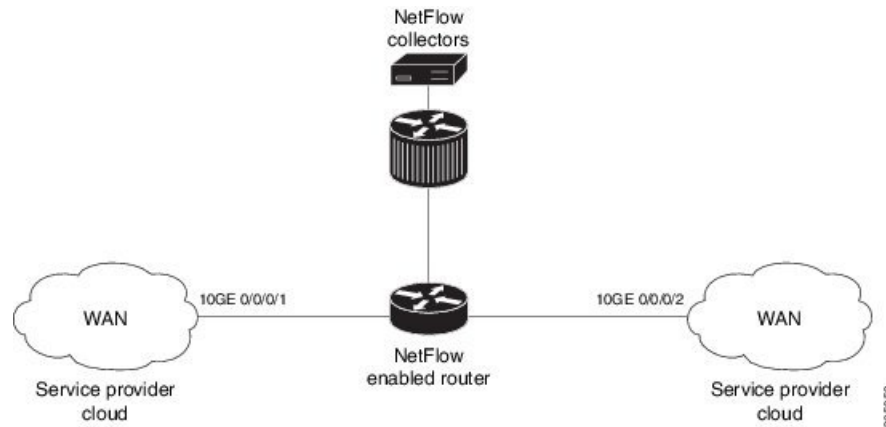 NetFlow
collectors
10GE 0/0/0/1
10GE 0/0/0/2
WAN
WAN
NetFlow
enabled router
Service provider
cloud
Service provider
cloud